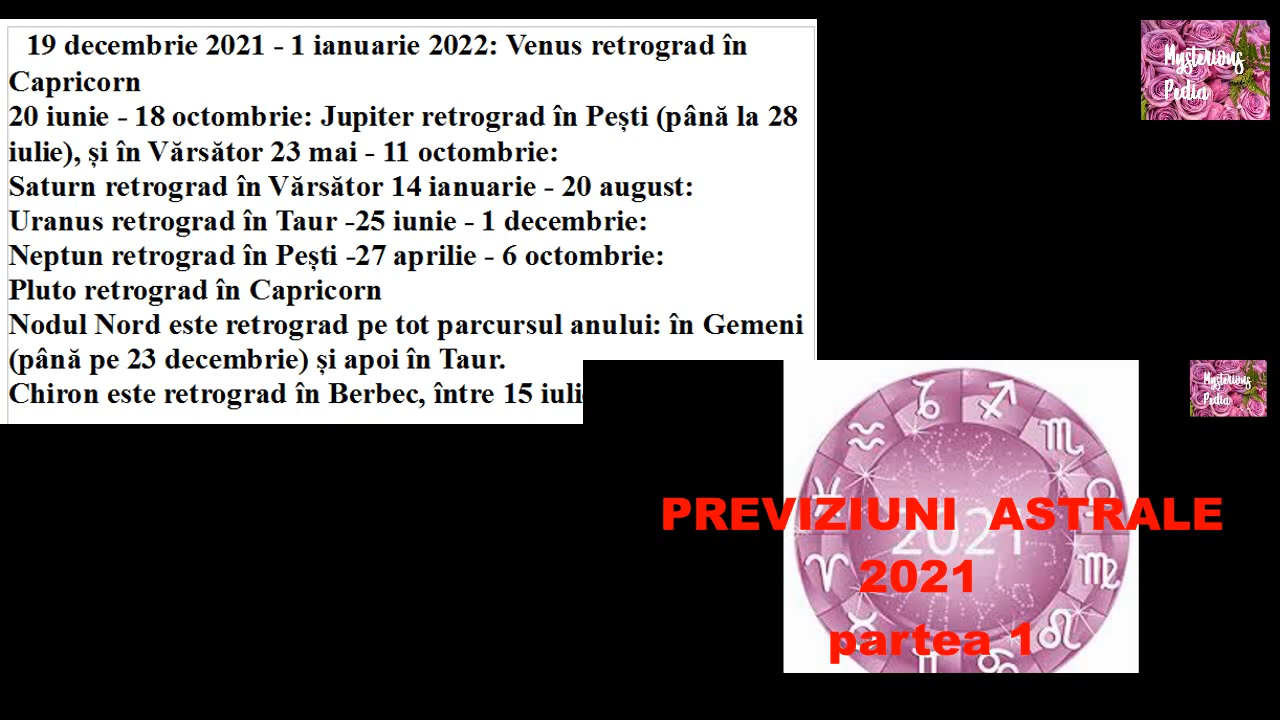 19 decembrie 2021 - 1 ianuarie 2022: Venus retrograd în
Capricorn
20 iunie - 18 octombrie: Jupiter retrograd în Pești (până la 28
iulie), și în Vărsător 23 mai - 11 octombrie:
Saturn retrograd în Vărsător 14 ianuarie - 20 august:
Uranus retrograd în Taur -25 iunie - 1 decembrie:
Neptun retrograd în Pești -27 aprilie - 6 octombrie:
Pluto retrograd în Capricorn
Nodul Nord este retrograd pe tot parcursul anului: în Gemeni
(până pe 23 decembrie) și apoi în Taur.
Chiron este retrograd în Berbec, între 15 iuli
Mysterious
Pedia
Mysterious
Pedia
PREVIZIUNI ASTRALE
2021
2021
partea 1